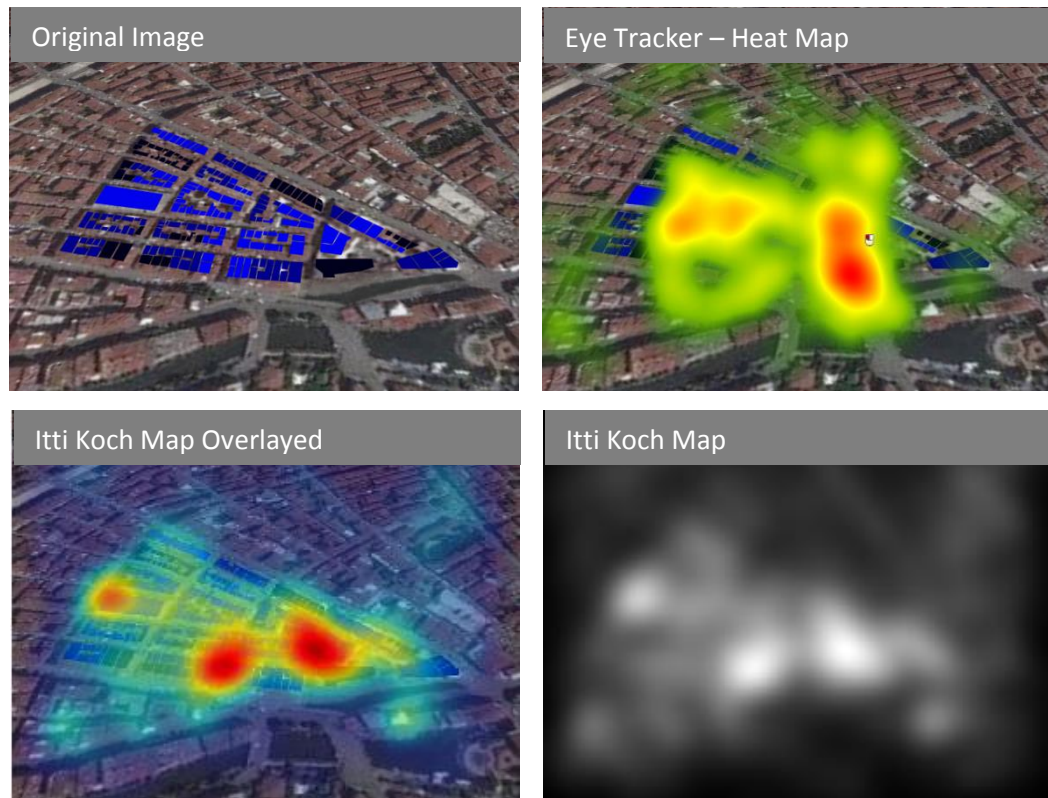 Original Image
Eye Tracker – Heat Map
Itti Koch Map Overlayed
Itti Koch Map